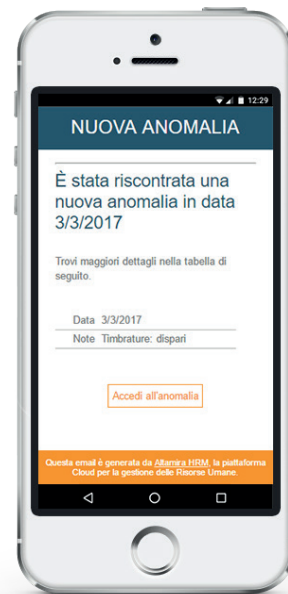 12:29
NUOVA ANOMALIA
È stata riscontrata una
nuova anomalia in data
3/3/2017
Trovi maggiori dettagli nella tabella di
seguito.
Data 3/3/2017
Note Timbrature: dispari
Accedi all'anomalia
Questa email è generata da Altamira HRM, la piattaforma
Cloud per la gestione delle Risorse Umane.